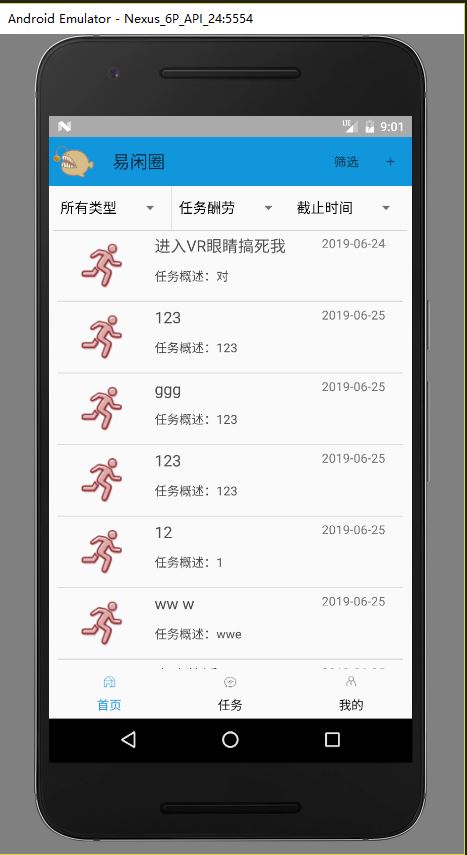 Android Emulator - Nexus_6P_API_24:5554
LTE 9:01
易闲圈 筛选 +
所有类型 任务酬劳 截止时间
进入VR眼睛搞死我 2019-06-24
任务概述：对
123 2019-06-25
任务概述：123
ggg 2019-06-25
任务概述：123
123 2019-06-25
任务概述：123
12 2019-06-25
任务概述：1
ww w 2019-06-25
任务概述：wwe
首页 任务 我的